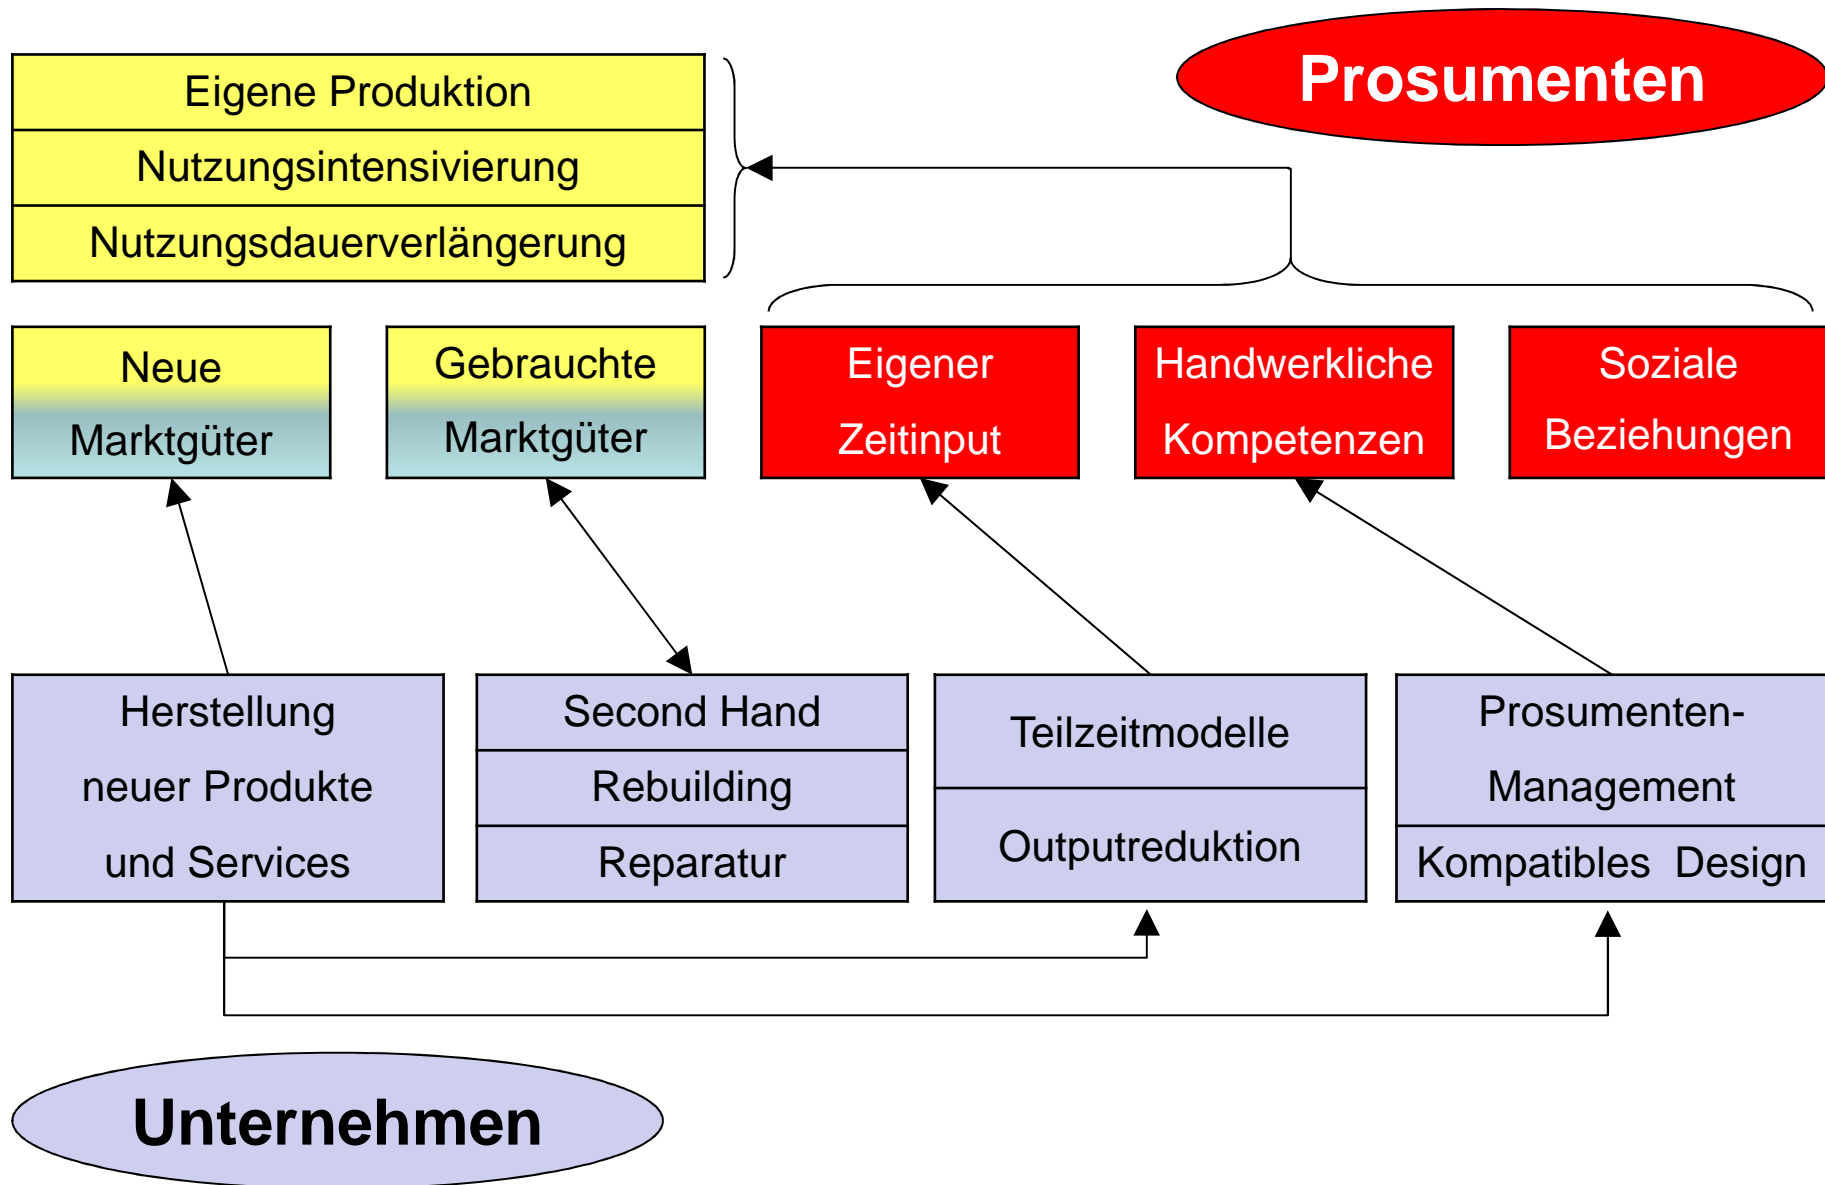 Prosumenten
Eigene Produktion
Nutzungsintensivierung
Nutzungsdauerverlängerung
Neue
Marktgüter
Gebrauchte
Marktgüter
Eigener
Zeitinput
Handwerkliche
Kompetenzen
Soziale
Beziehungen
Herstellung
neuer Produkte
und Services
Second Hand
Rebuilding
Reparatur
Teilzeitmodelle
Outputreduktion
Prosumenten-
Management
Kompatibles Design
Unternehmen